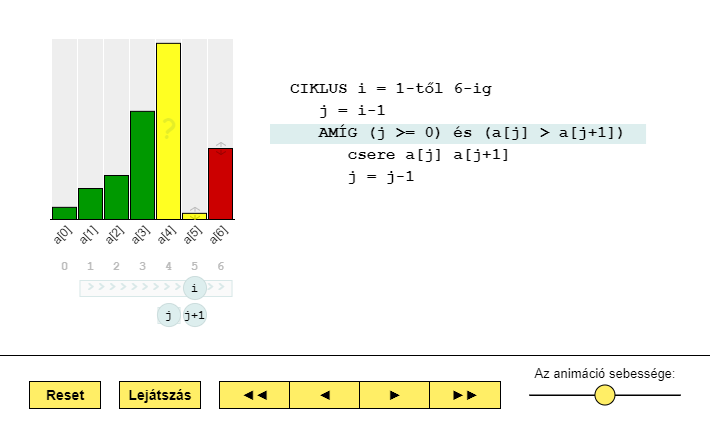 ?
CIKLUS i = 1-től 6-ig
j = i-1
AMÍG (j >= 0) és (a[j] > a[j+1])
csere a[j] a[j+1]
j = j-1
a[0] a[1] a[2] a[3] a[4] a[5] a[6]
0 1 2 3 4 5 6
i
j j+1
Az animáció sebessége:
Reset Lejátszás